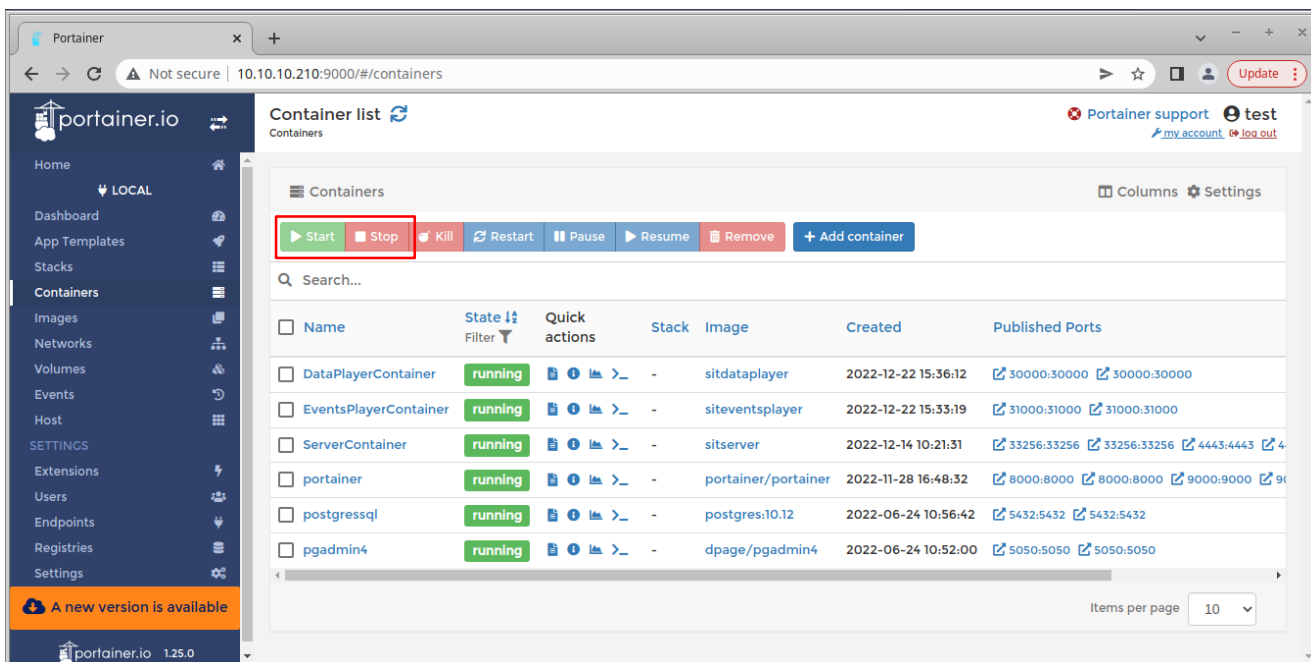 Portainer
Not secure 10.10.10.210:9000/#/containers
Update
portainer.io
Container list
Containers
Portainer support test
my account log out
Home
LOCAL
Dashboard
App Templates
Stacks
Containers
Images
Networks
Volumes
Events
Host
SETTINGS
Extensions
Users
Endpoints
Registries
Settings
A new version is available
portainer.io 1.25.0
Containers
Columns Settings
Start Stop Kill Restart Pause Resume Remove + Add container
Search...
Name State Filter Quick actions Stack Image Created Published Ports
DataPlayerContainer running - sitdataplayer 2022-12-22 15:36:12 30000:30000 30000:30000
EventsPlayerContainer running - siteventsplayer 2022-12-22 15:33:19 31000:31000 31000:31000
ServerContainer running - sitserver 2022-12-14 10:21:31 33256:33256 33256:33256 4443:4443
portainer running - portainer/portainer 2022-11-28 16:48:32 8000:8000 8000:8000 9000:9000
postgressql running - postgres:10.12 2022-06-24 10:56:42 5432:5432 5432:5432
pgadmin4 running - dpage/pgadmin4 2022-06-24 10:52:00 5050:5050 5050:5050
Items per page 10